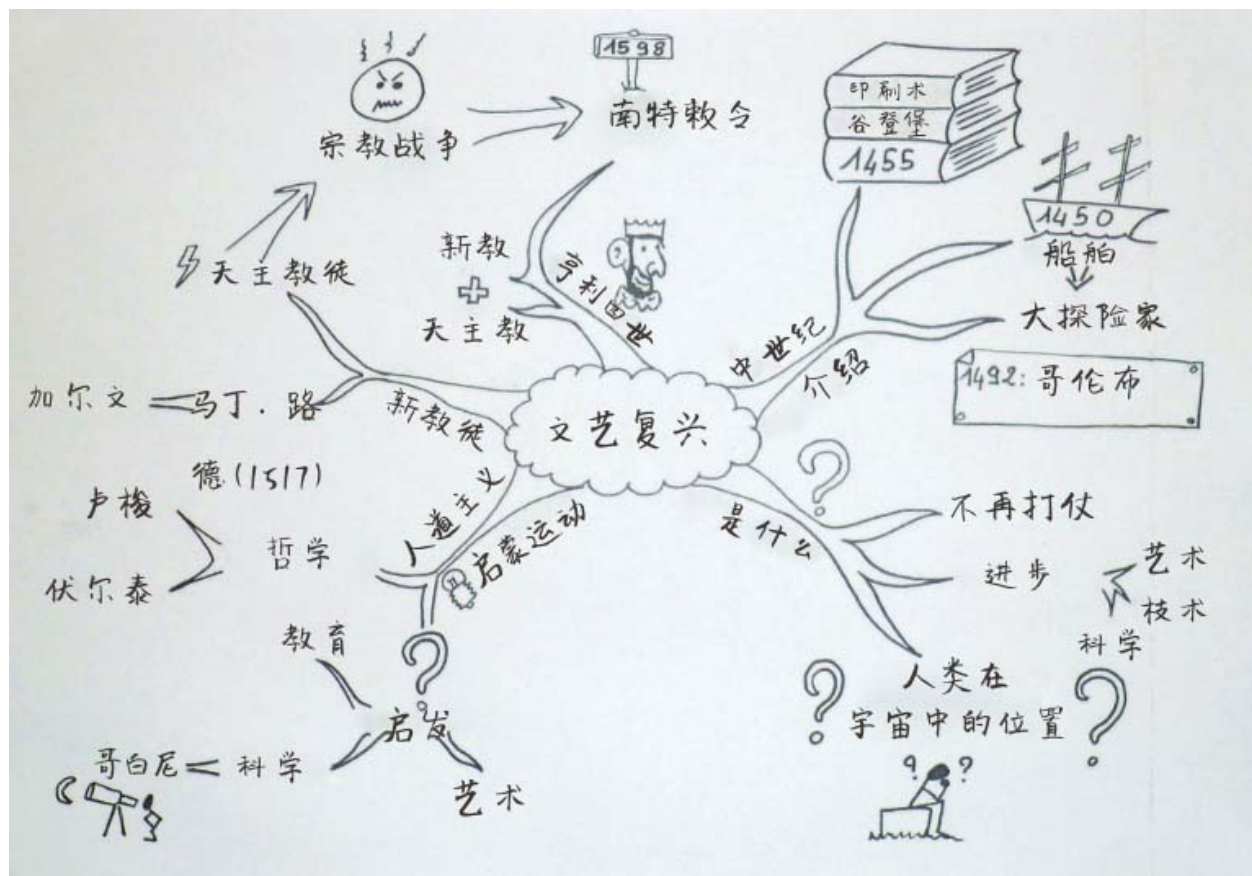 1598
南特敕令
宗教战争
印刷术
谷登堡
1455
1450
船舶
大探险家
1492: 哥伦布
新教
天主教
亨利四世
天主教徒
中世纪
介绍
加尔文
马丁·路
德(1517)
新教徒
文艺复兴
卢梭
伏尔泰
哲学
人道主义
启蒙运动
是什么
不再打仗
进步
艺术
技术
科学
教育
启发
哥白尼
科学
艺术
人类在
宇宙中的位置